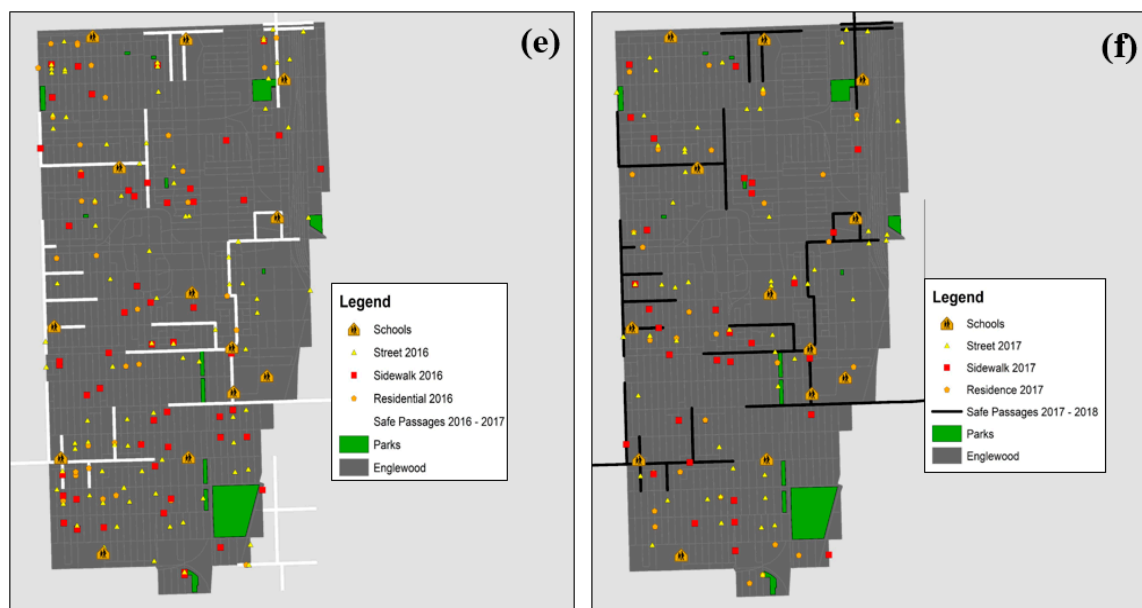 (e)
Legend
Schools
Street 2016
Sidewalk 2016
Residential 2016
Safe Passages 2016 - 2017
Parks
Englewood
(f)
Legend
Schools
Street 2017
Sidewalk 2017
Residence 2017
Safe Passages 2017 - 2018
Parks
Englewood